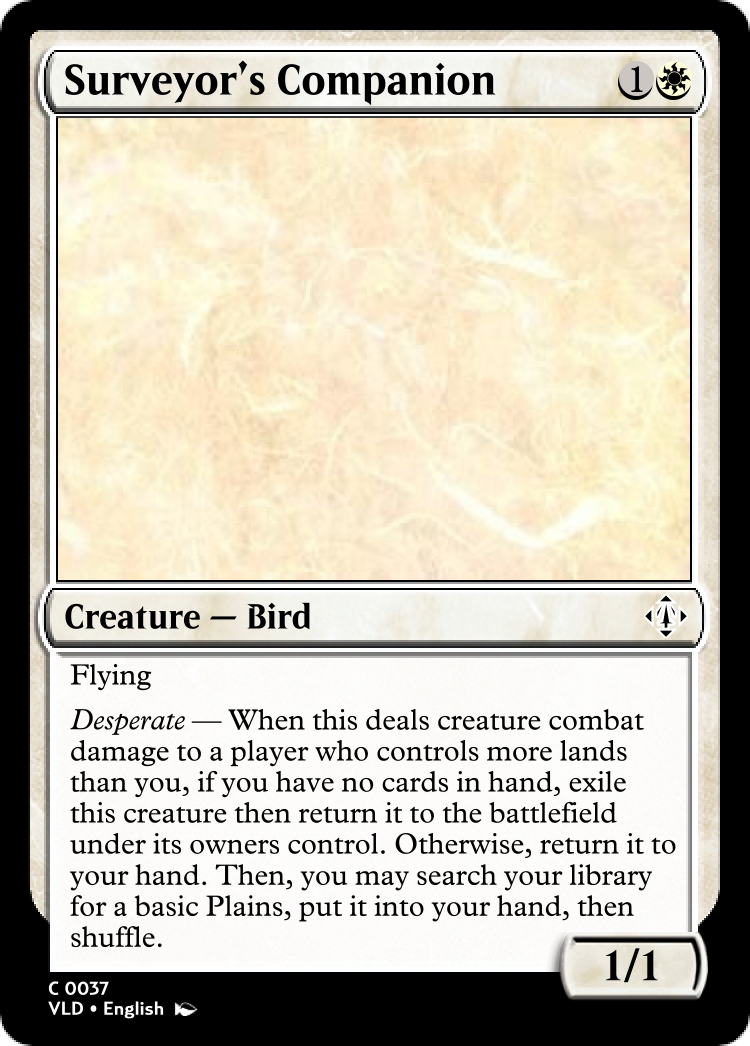 Surveyor's Companion 1
Creature — Bird
Flying
Desperate — When this deals creature combat
damage to a player who controls more lands
than you, if you have no cards in hand, exile
this creature then return it to the battlefield
under its owners control. Otherwise, return it to
your hand. Then, you may search your library
for a basic Plains, put it into your hand, then
shuffle.
1/1
C 0037
VLD • English